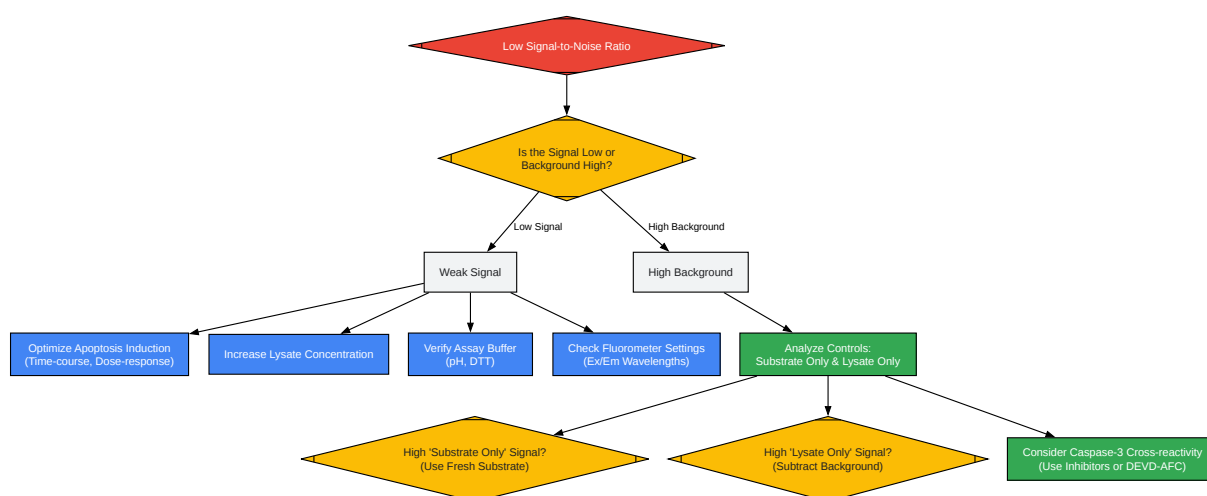 Low Signal-to-Noise Ratio
Is the Signal Low or
Background High?
Low Signal
High Background
Weak Signal
High Background
Optimize Apoptosis Induction
(Time-course, Dose-response)
Increase Lysate Concentration
Verify Assay Buffer
(pH, DTT)
Check Fluorometer Settings
(Ex/Em Wavelengths)
Analyze Controls:
Substrate Only & Lysate Only
High 'Substrate Only' Signal?
(Use Fresh Substrate)
High 'Lysate Only' Signal?
(Subtract Background)
Consider Caspase-3 Cross-reactivity
(Use Inhibitors or DEVD-AFC)